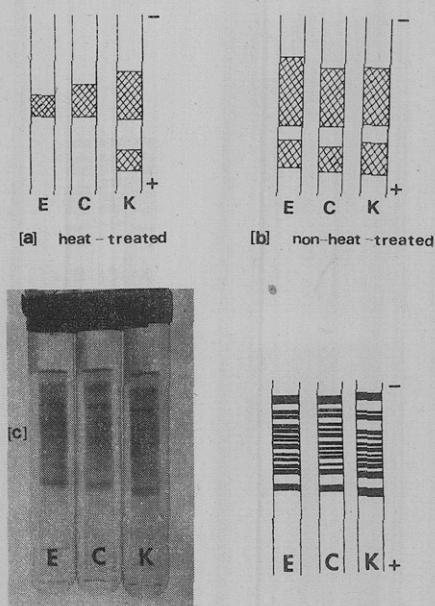 − −
E C K + E C K +
[a] heat-treated [b] non-heat-treated
[c] −
E C K E C K +